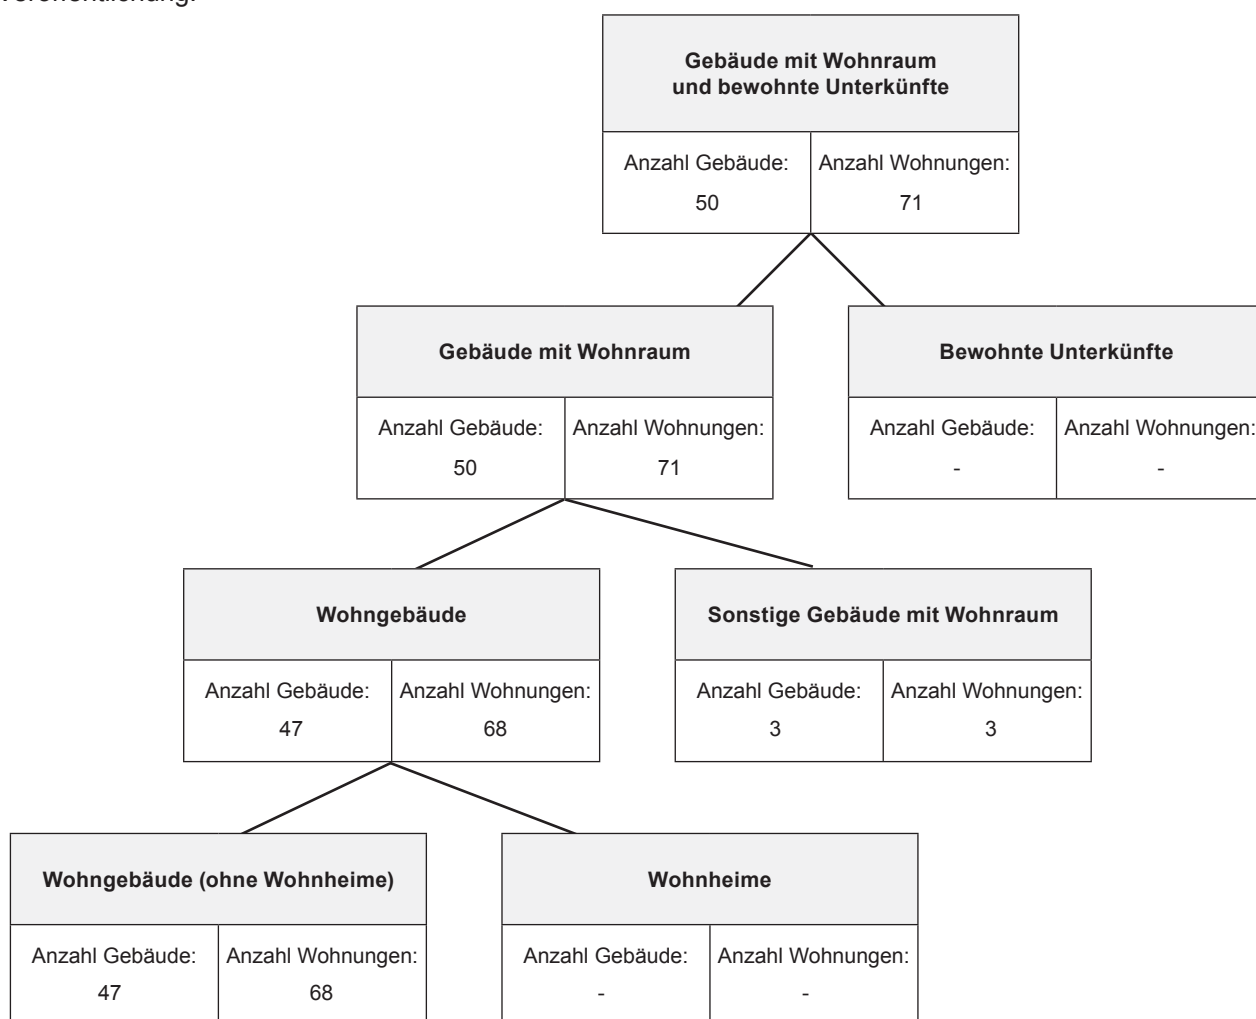 Veröffentlichung.
Gebäude mit Wohnraum
und bewohnte Unterkünfte
Anzahl Gebäude:
Anzahl Wohnungen:
50
71
Gebäude mit Wohnraum
Bewohnte Unterkünfte
Anzahl Gebäude:
Anzahl Wohnungen:
Anzahl Gebäude:
Anzahl Wohnungen:
50
71
-
-
Wohngebäude
Sonstige Gebäude mit Wohnraum
Anzahl Gebäude:
Anzahl Wohnungen:
Anzahl Gebäude:
Anzahl Wohnungen:
47
68
3
3
Wohngebäude (ohne Wohnheime)
Wohnheime
Anzahl Gebäude:
Anzahl Wohnungen:
Anzahl Gebäude:
Anzahl Wohnungen:
47
68
-
-